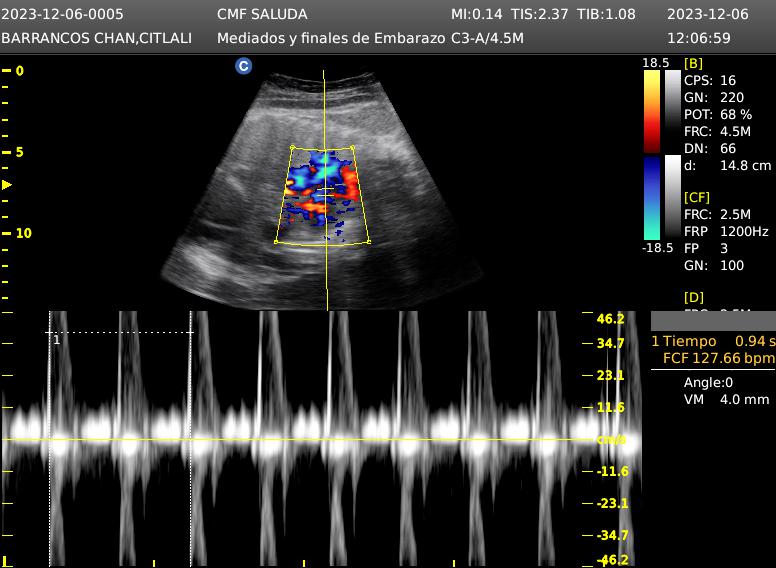 2023-12-06-0005 CMF SALUDA MI:0.14 TIS:2.37 TIB:1.08 2023-12-06
BARRANCOS CHAN,CITLALI Mediados y finales de Embarazo C3-A/4.5M 12:06:59
C
0
5
10
18.5
-18.5
[B]
CPS: 16
GN: 220
POT: 68 %
FRC: 4.5M
DN: 66
d: 14.8 cm
[CF]
FRC: 2.5M
FRP 1200Hz
FP 3
GN: 100
[D]
1
46.2
34.7
23.1
11.6
cm/s
-11.6
-23.1
-34.7
-46.2
1 Tiempo 0.94 s
FCF 127.66 bpm
Angle:0
VM 4.0 mm